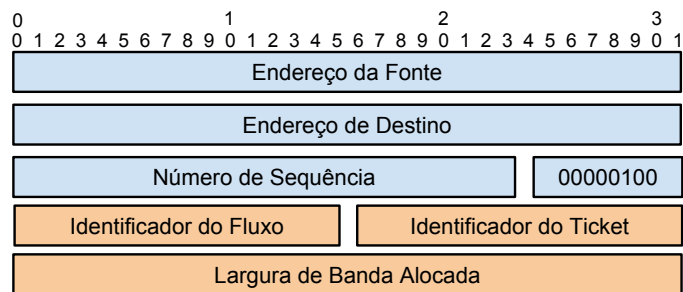 0 1 2 3
0 1 2 3 4 5 6 7 8 9 0 1 2 3 4 5 6 7 8 9 0 1 2 3 4 5 6 7 8 9 0 1
Endereço da Fonte
Endereço de Destino
Número de Sequência 00000100
Identificador do Fluxo Identificador do Ticket
Largura de Banda Alocada